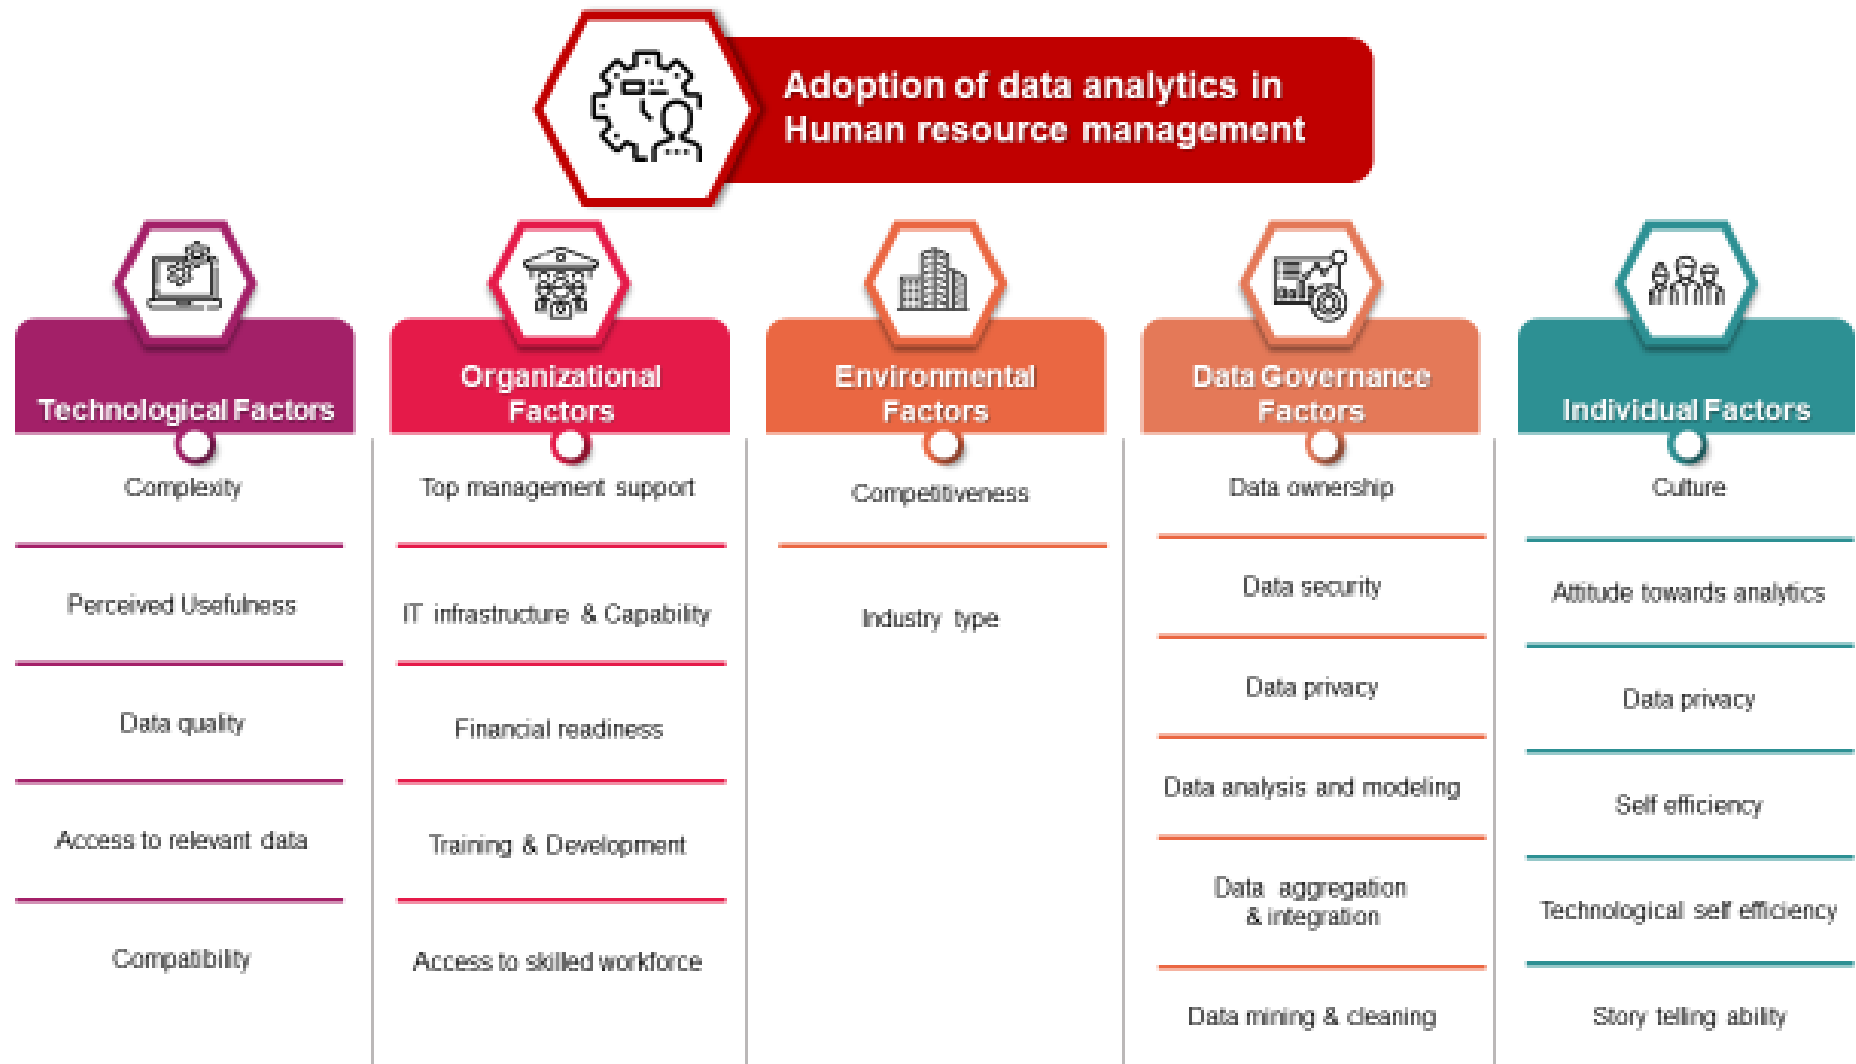 Adoption of data analytics in
Human resource management
Technological Factors
Complexity
Perceived Usefulness
Data quality
Access to relevant data
Compatibility
Organizational
Factors
Top management support
IT infrastructure & Capability
Financial readiness
Training & Development
Access to skilled workforce
Environmental
Factors
Competitiveness
Industry type
Data Governance
Factors
Data ownership
Data security
Data privacy
Data analysis and modeling
Data aggregation
& integration
Data mining & cleaning
Individual Factors
Culture
Attitude towards analytics
Data privacy
Self efficiency
Technological self efficiency
Story telling ability